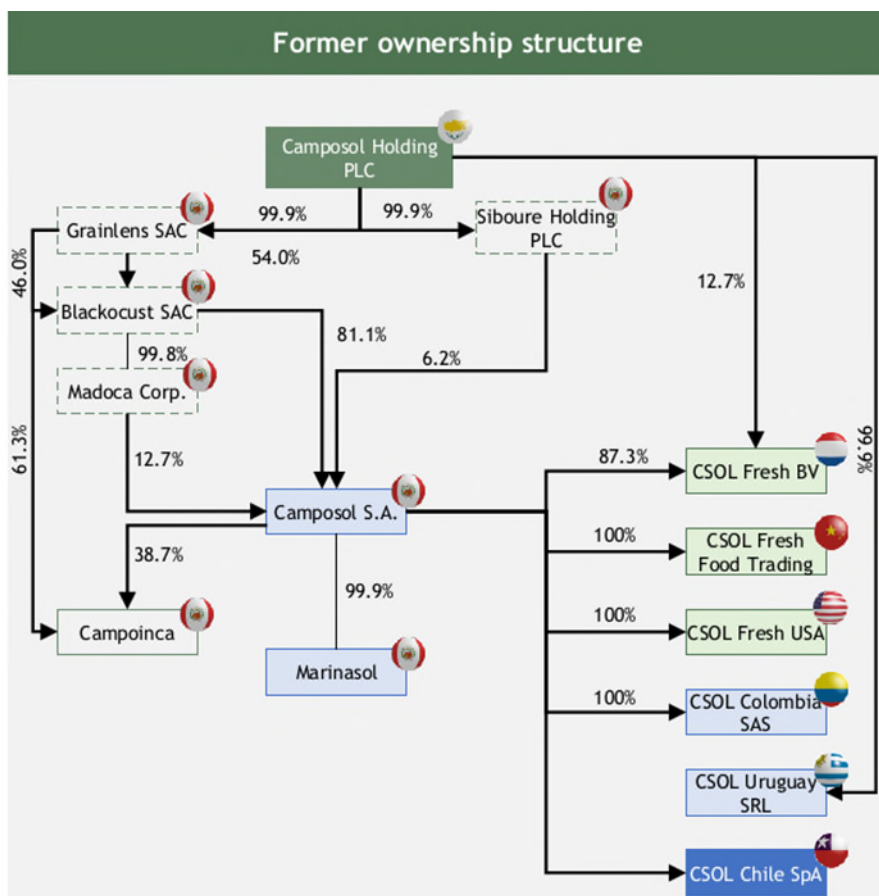 Former ownership structure
Camposol Holding
PLC
99.9%
99.9%
Grainlens SAC
Siboure Holding
PLC
54.0%
46.0%
12.7%
Blackocust SAC
81.1%
99.8%
6.2%
Madoca Corp.
61.3%
12.7%
99.9%
87.3%
CSOL Fresh BV
Camposol S.A.
100%
CSOL Fresh
Food Trading
38.7%
99.9%
Campoinca
100%
CSOL Fresh USA
Marinasol
100%
CSOL Colombia
SAS
CSOL Uruguay
SRL
CSOL Chile SpA